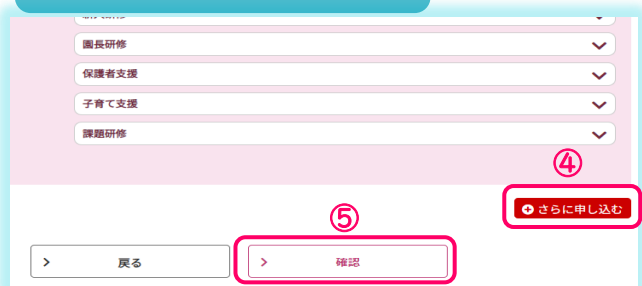 園長研修
保護者支援
子育て支援
課題研修
④
さらに申し込む
⑤
戻る
確認